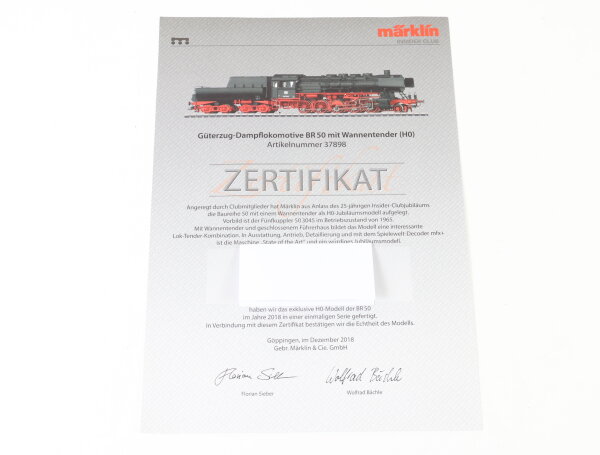 märklin
INSIDER CLUB
Güterzug-Dampflokomotive BR 50 mit Wannentender (H0)
Artikelnummer 37898
ZERTIFIKAT
Angeregt durch Clubmitglieder hat Märklin aus Anlass des 25-jährigen Insider-Clubjubiläums
die Baureihe 50 mit einem Wannentender als H0-Jubiläumsmodell aufgelegt.
Vorbild ist der Fünfkuppler 50 3045 im Betriebszustand von 1965.
Mit Wannentender und geschlossenem Führerhaus bildet das Modell eine interessante
Lok-Tender-Kombination. In Ausstattung, Antrieb, Detaillierung und mit dem Spielewelt-Decoder mfx+
ist die Maschine „State of the Art“ und ein würdiges Jubiläumsmodell.
haben wir das exklusive H0-Modell der BR 50
im Jahre 2018 in einer einmaligen Serie gefertigt.
In Verbindung mit diesem Zertifikat bestätigen wir die Echtheit des Modells.
Göppingen, im Dezember 2018
Gebr. Märklin & Cie. GmbH
Florian Sieber
Wolfrad Bächle